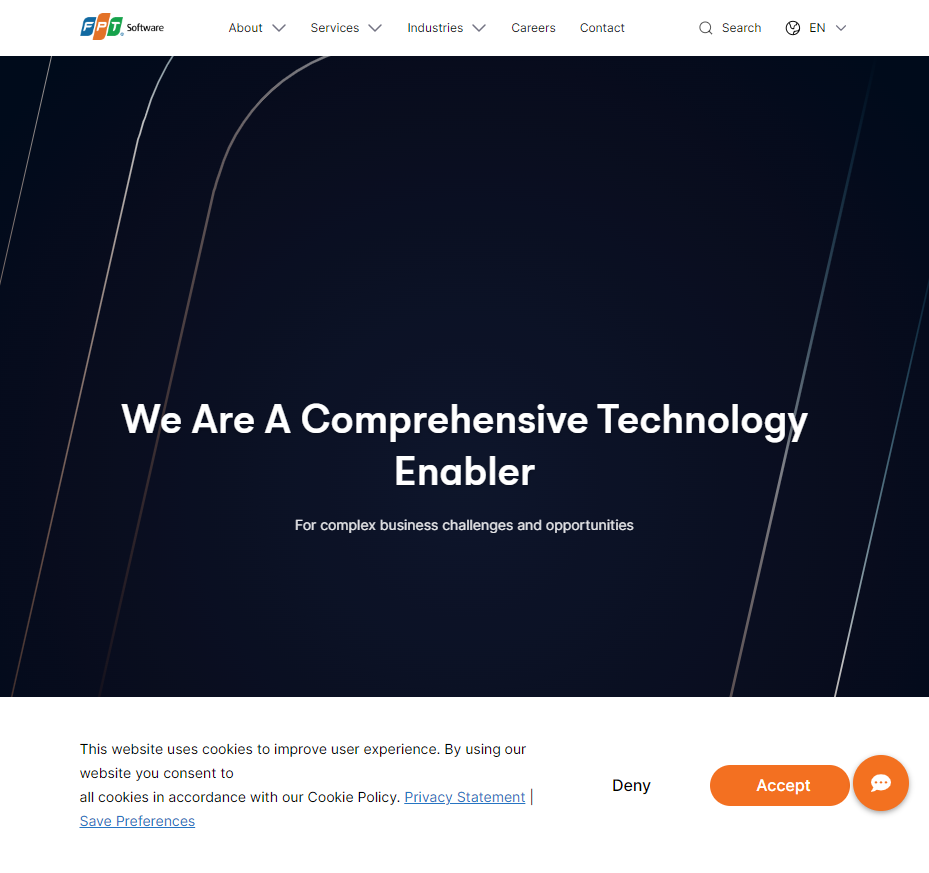 FPT Software
About
Services
Industries
Careers
Contact
Search
EN
We Are A Comprehensive Technology
Enabler
For complex business challenges and opportunities
This website uses cookies to improve user experience. By using our
website you consent to
all cookies in accordance with our Cookie Policy. Privacy Statement |
Save Preferences
Deny
Accept